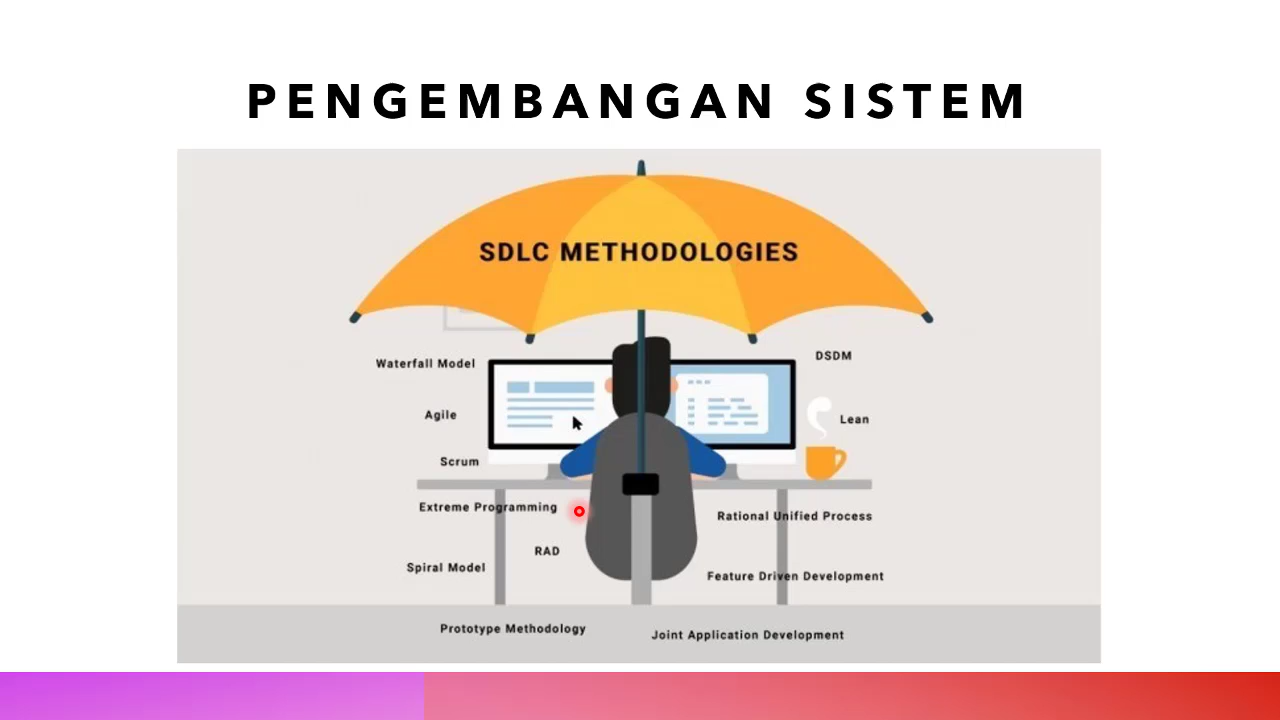 PENGEMBANGAN SISTEM
SDLC METHODOLOGIES
Waterfall Model
DSDM
Agile
Lean
Scrum
Extreme Programming
Rational Unified Process
RAD
Spiral Model
Feature Driven Development
Prototype Methodology
Joint Application Development